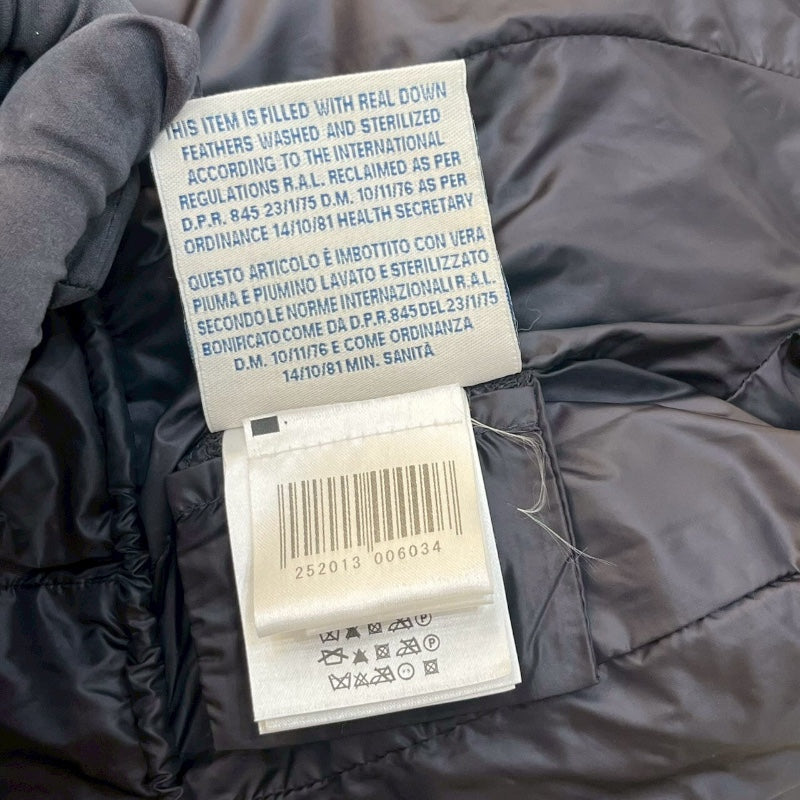 THIS ITEM IS FILLED WITH REAL DOWN
FEATHERS WASHED AND STERILIZED
ACCORDING TO THE INTERNATIONAL
REGULATIONS R.A.L. RECLAIMED AS PER
D.P.R. 845 23/1/75 D.M. 10/11/76 AS PER
ORDINANCE 14/10/81 HEALTH SECRETARY
QUESTO ARTICOLO È IMBOTTITO CON VERA
PIUMA E PIUMINO LAVATO E STERILIZZATO
SECONDO LE NORME INTERNAZIONALI R.A.L.
BONIFICATO COME DA D.P.R. 845 DEL 23/1/75
D.M. 10/11/76 E COME ORDINANZA
14/10/81 MIN. SANITÀ
252013 006034